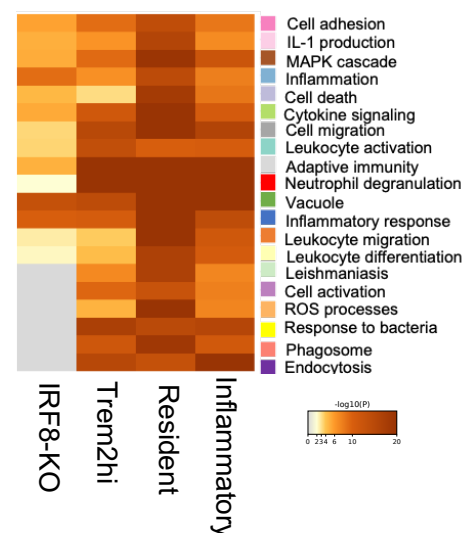 Cell adhesion
IL-1 production
MAPK cascade
Inflammation
Cell death
Cytokine signaling
Cell migration
Leukocyte activation
Adaptive immunity
Neutrophil degranulation
Vacuole
Inflammatory response
Leukocyte migration
Leukocyte differentiation
Leishmaniasis
Cell activation
ROS processes
Response to bacteria
Phagosome
Endocytosis
IRF8-KO
Trem2hi
Resident
Inflammatory
-log10(P)
0 2 3 4 6 10 20